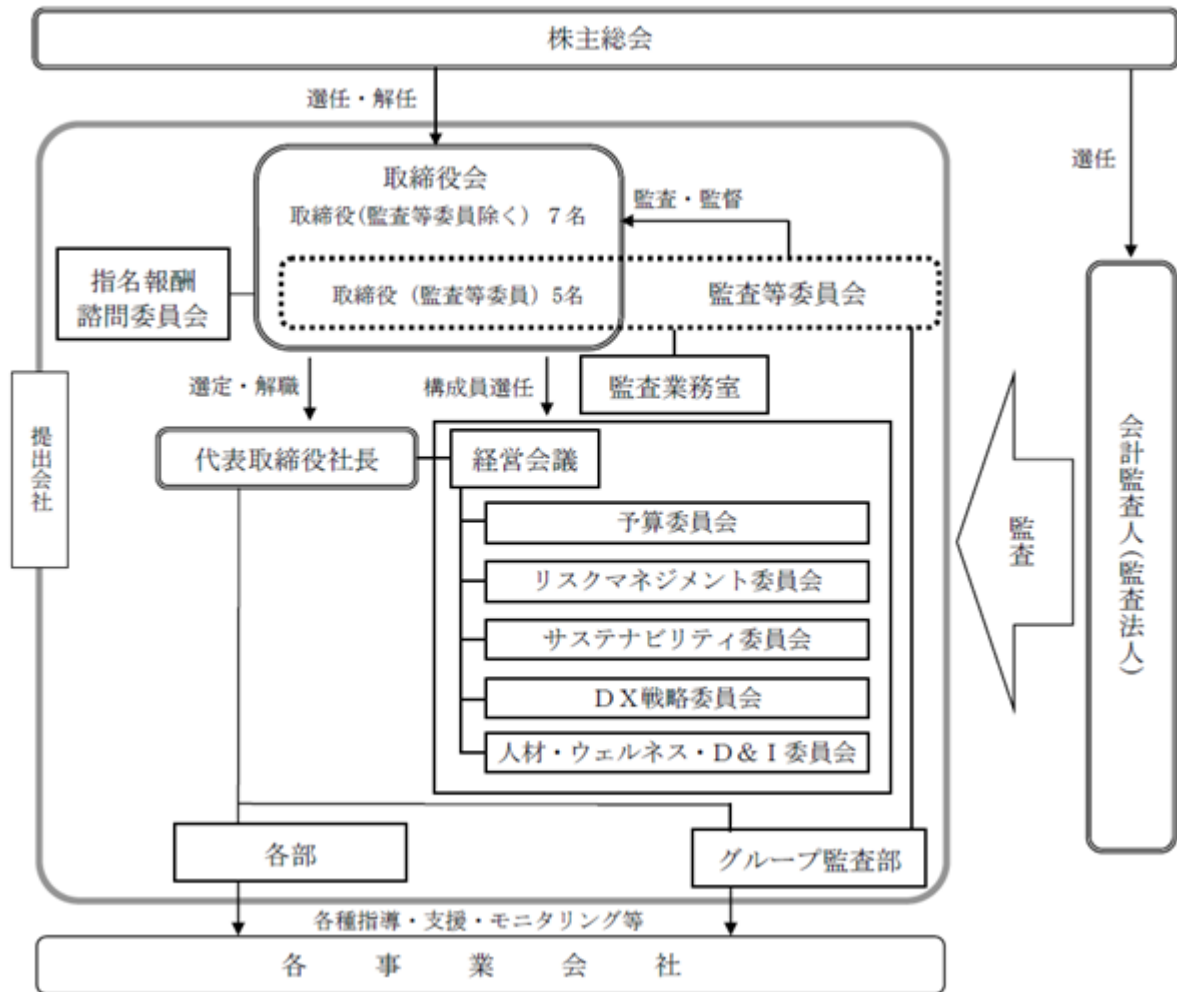 株主総会
選任・解任
選任
取締役会
取締役(監査等委員除く) 7名
監査・監督
指名報酬
諮問委員会
取締役（監査等委員）5名
監査等委員会
選定・解職
構成員選任
監査業務室
提出会社
代表取締役社長
経営会議
予算委員会
リスクマネジメント委員会
サステナビリティ委員会
ＤＸ戦略委員会
人材・ウェルネス・Ｄ＆Ｉ委員会
監査
会計監査人(監査法人)
各部
グループ監査部
各種指導・支援・モニタリング等
各事業会社